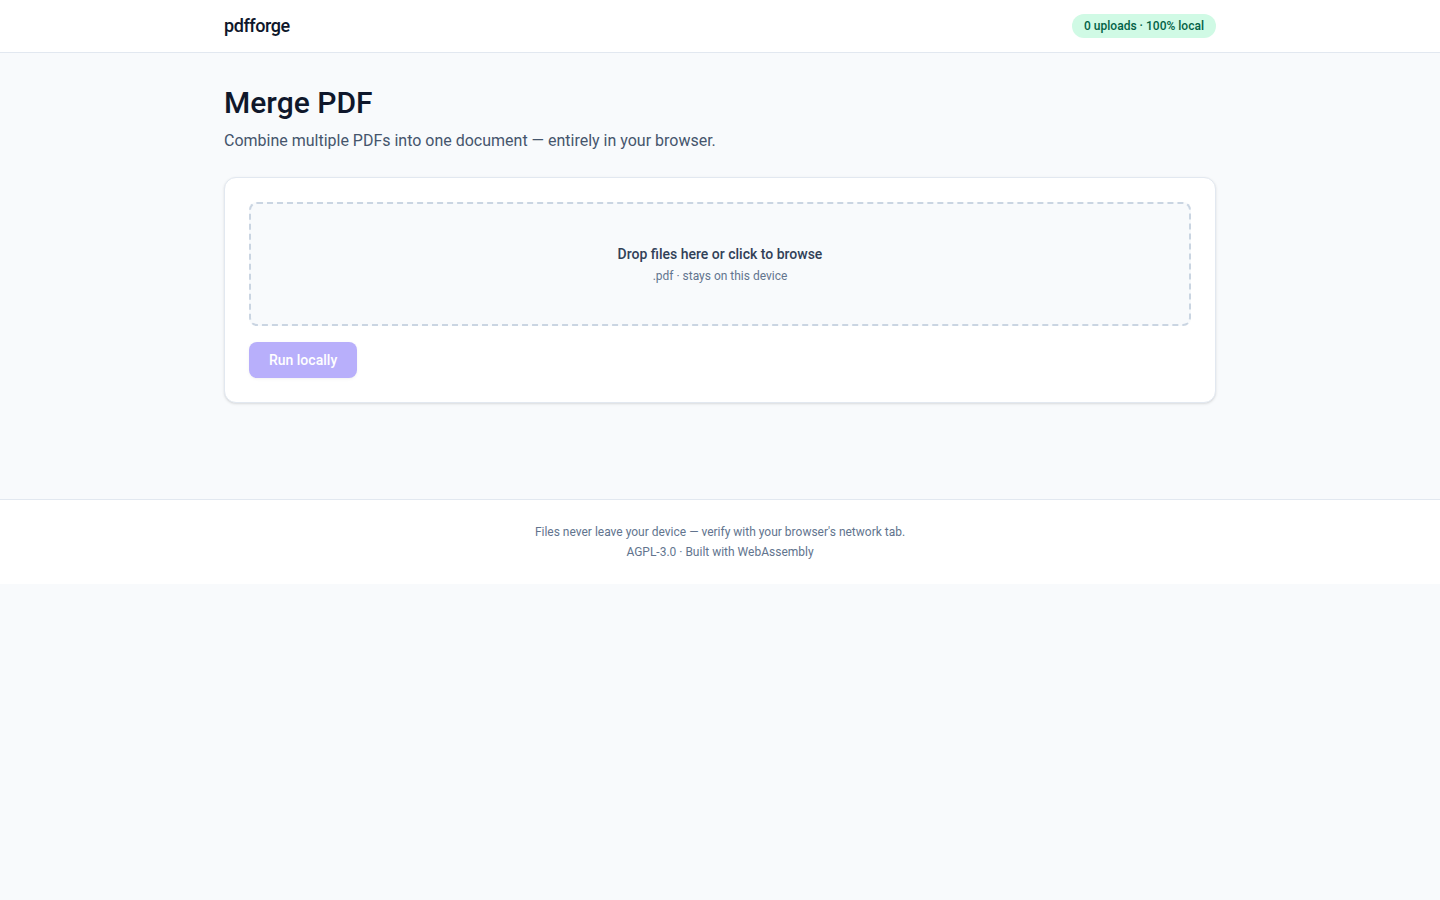 pdfforge
0 uploads · 100% local
Merge PDF
Combine multiple PDFs into one document — entirely in your browser.
Drop files here or click to browse
.pdf · stays on this device
Run locally
Files never leave your device — verify with your browser's network tab.
AGPL-3.0 · Built with WebAssembly